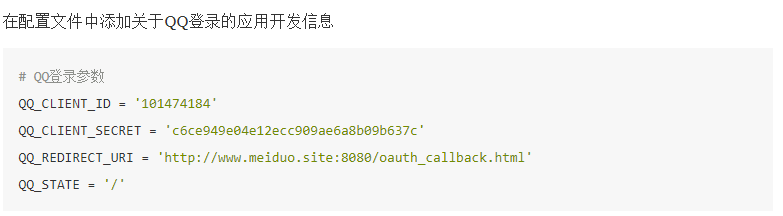 在配置文件中添加关于QQ登录的应用开发信息
# QQ登录参数
QQ_CLIENT_ID = '101474184'
QQ_CLIENT_SECRET = 'c6ce949e04e12ecc909ae6a8b09b637c'
QQ_REDIRECT_URI = 'http://www.meiduo.site:8080/oauth_callback.html'
QQ_STATE = '/'